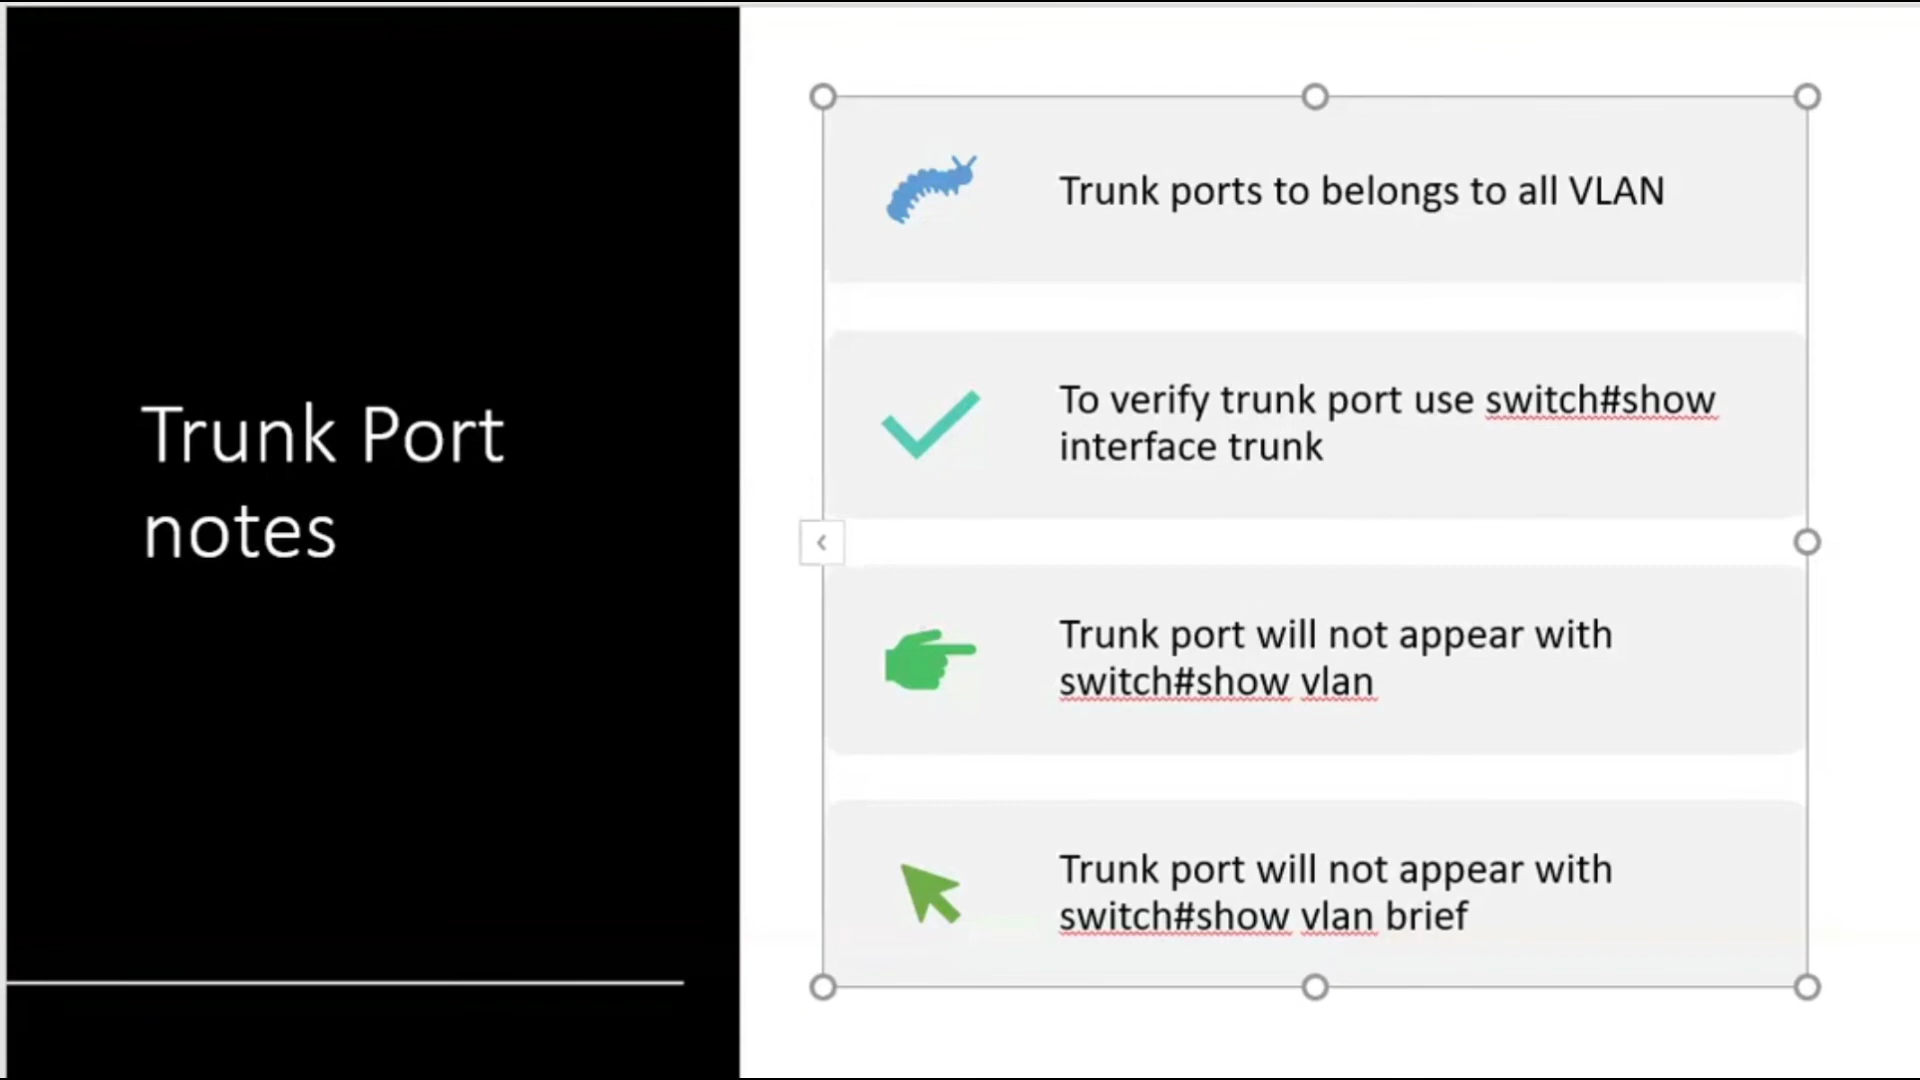 Trunk Port
notes
Trunk ports to belongs to all VLAN
To verify trunk port use switch#show
interface trunk
Trunk port will not appear with
switch#show vlan
Trunk port will not appear with
switch#show vlan brief